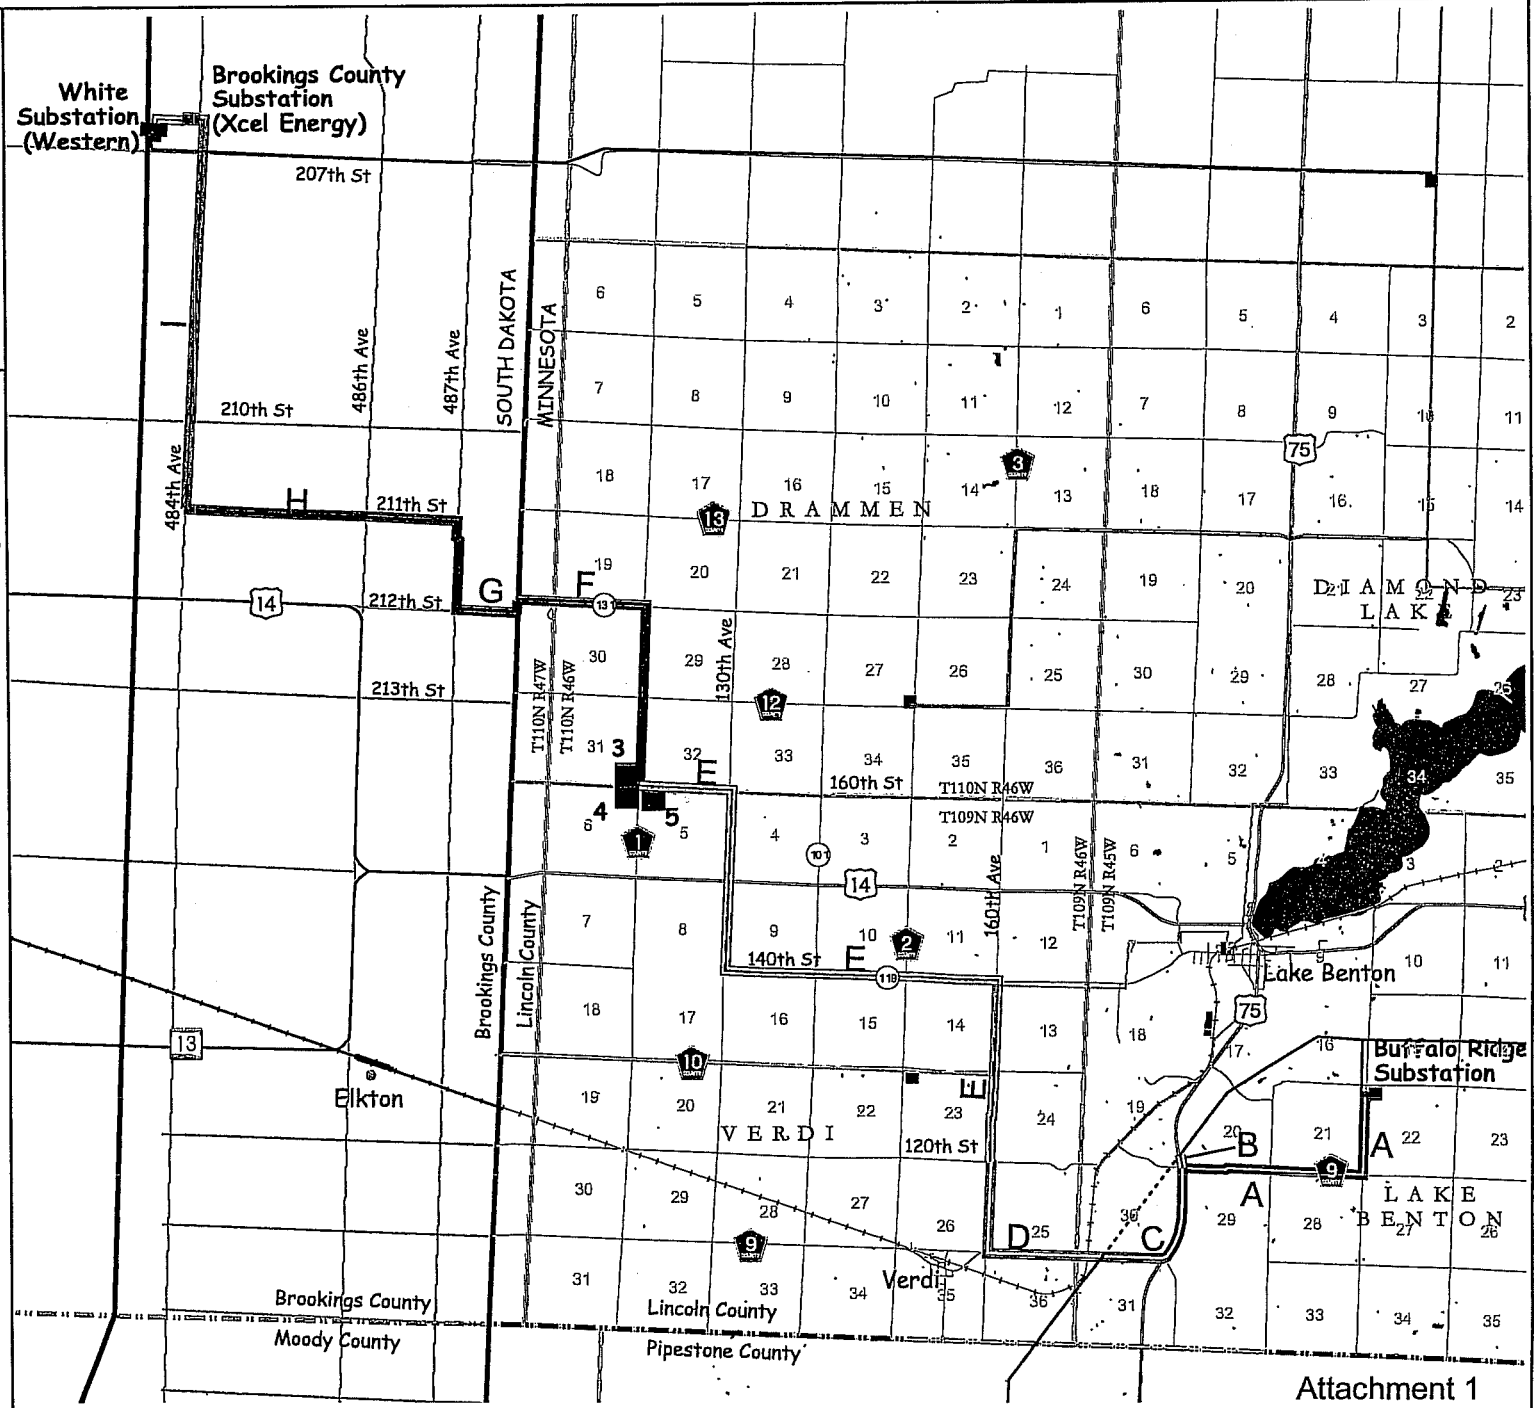 White
Substation
(Western)
Brookings County
Substation
(Xcel Energy)
207th St
SOUTH DAKOTA
MINNESOTA
486th Ave
487th Ave
484th Ave
I
6 5 4 3 2 1 6 5 4 3 2
7 8 9 10 11 12 7 8 9 10 11
210th St
75
3
18 17 16 15 14 13 18 17 16 15 14
13
DRAMMEN
H
211th St
19 20 21 22 23 24 19 20 21 22 23
DIAMOND
LAKE
F
131
G
14
212th St
30 29 28 27 26 25 30 29 28 27 26
130th Ave
T110N R47W
T110N R46W
213th St
12
31 32 33 34 35 36 31 32 33 34 35
3
E
160th St
T110N R46W
T109N R46W
4
5
6 5 4 3 2 1 6 5 4 3 2
1
101
14
160th Ave
T109N R46W
T109N R45W
Brookings County
Lincoln County
7 8 9 10 11 12 7 9 10 11
2
140th St
E
118
Lake Benton
75
18 17 16 15 14 13 18 17 16
13
10
Buffalo Ridge
Substation
Elkton
E
19 20 21 22 23 24 19 20 21 22 23
VERDI
120th St
B
A
9
A
LAKE
BENTON
30 29 28 27 26 25 30 29 28 27 26
9
D
C
Verdi
31 32 33 34 35 36 31 32 33 34 35
Brookings County
Moody County
Lincoln County
Pipestone County
Attachment 1